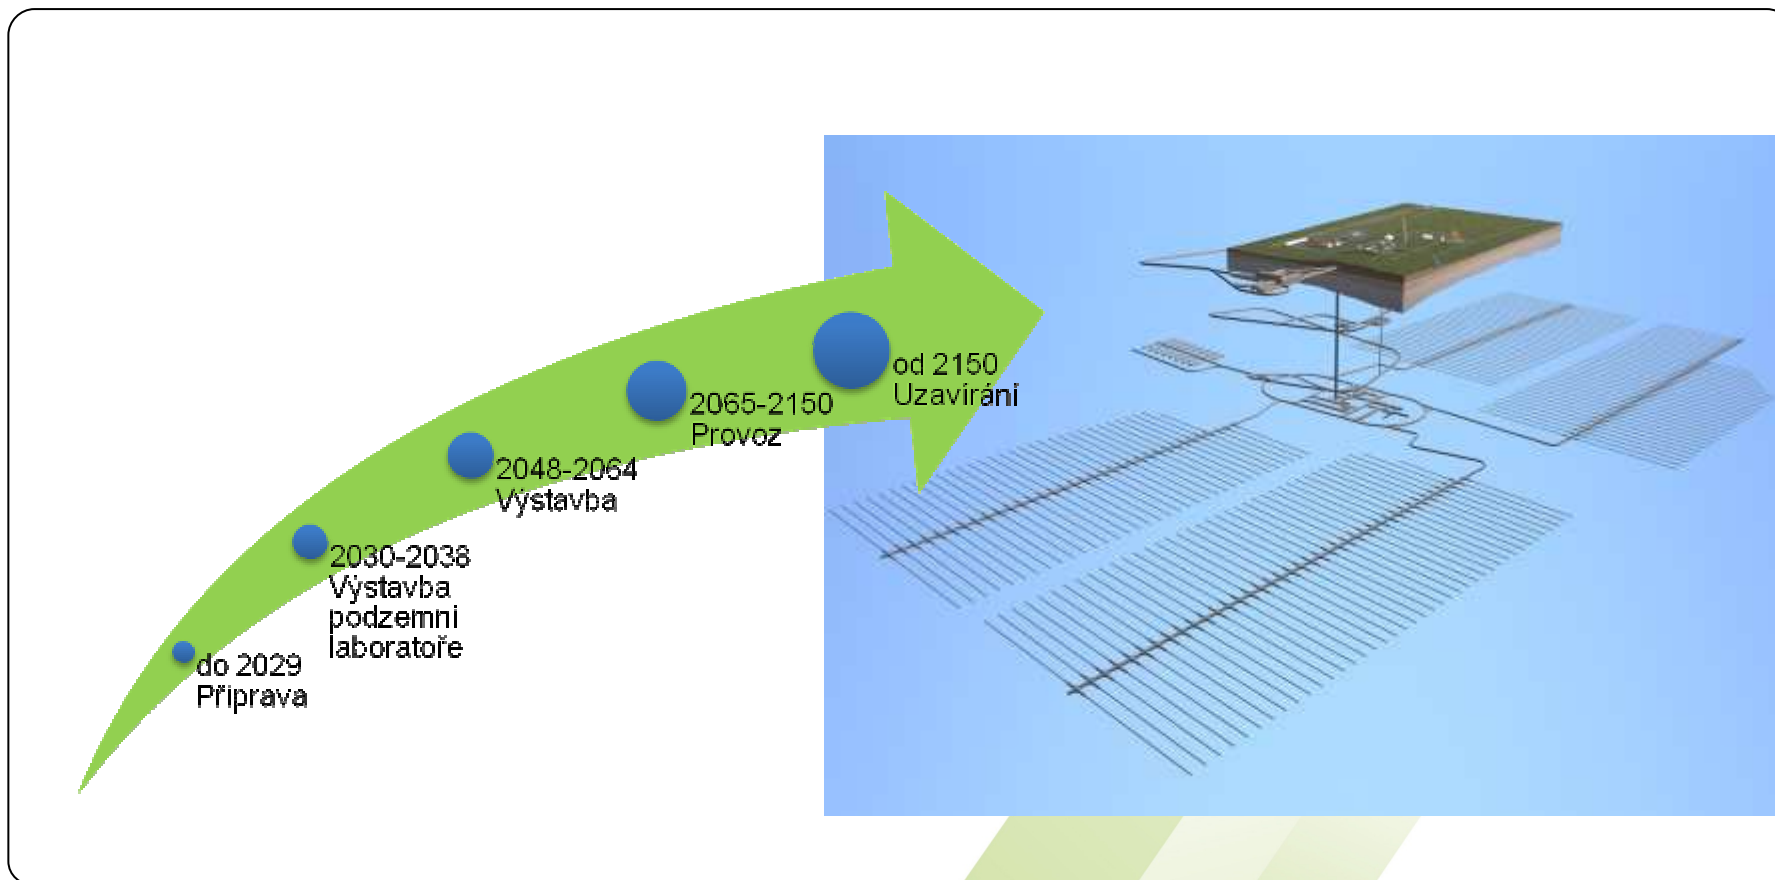 do 2029
Příprava
2030-2038
Výstavba
podzemní
laboratoře
2048-2064
Výstavba
2065-2150
Provoz
od 2150
Uzavírání